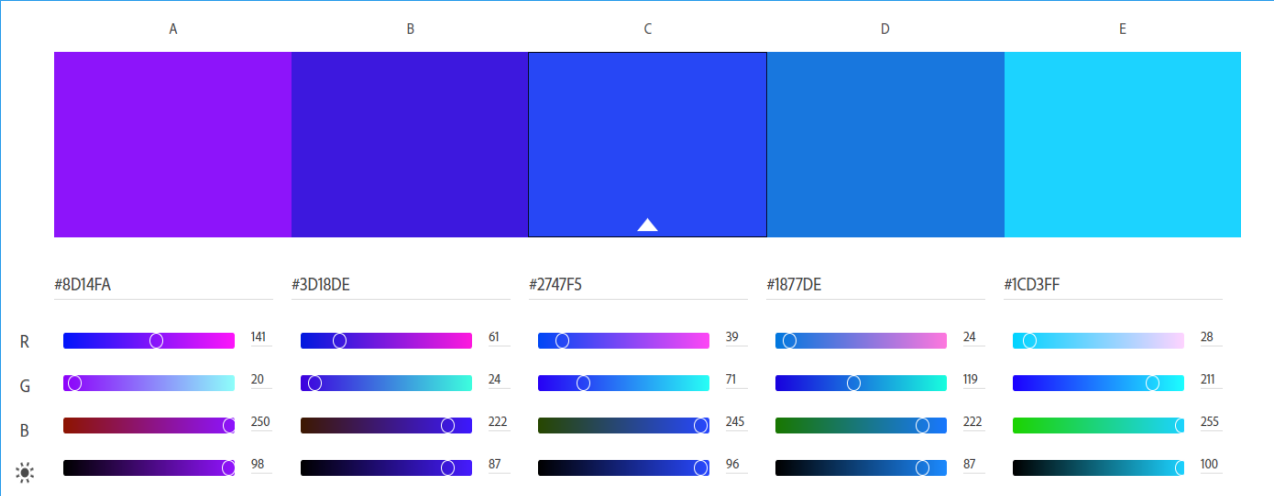 A B C D E
#8D14FA #3D18DE #2747F5 #1877DE #1CD3FF
R 141 61 39 24 28
G 20 24 71 119 211
B 250 222 245 222 255
98 87 96 87 100